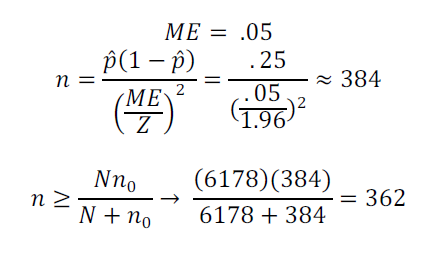 ME = .05
n = p̂(1 − p̂) / (ME/Z)² = .25 / (.05/1.96)² ≈ 384
n ≥ Nn₀ / N + n₀ → (6178)(384) / 6178 + 384 = 362